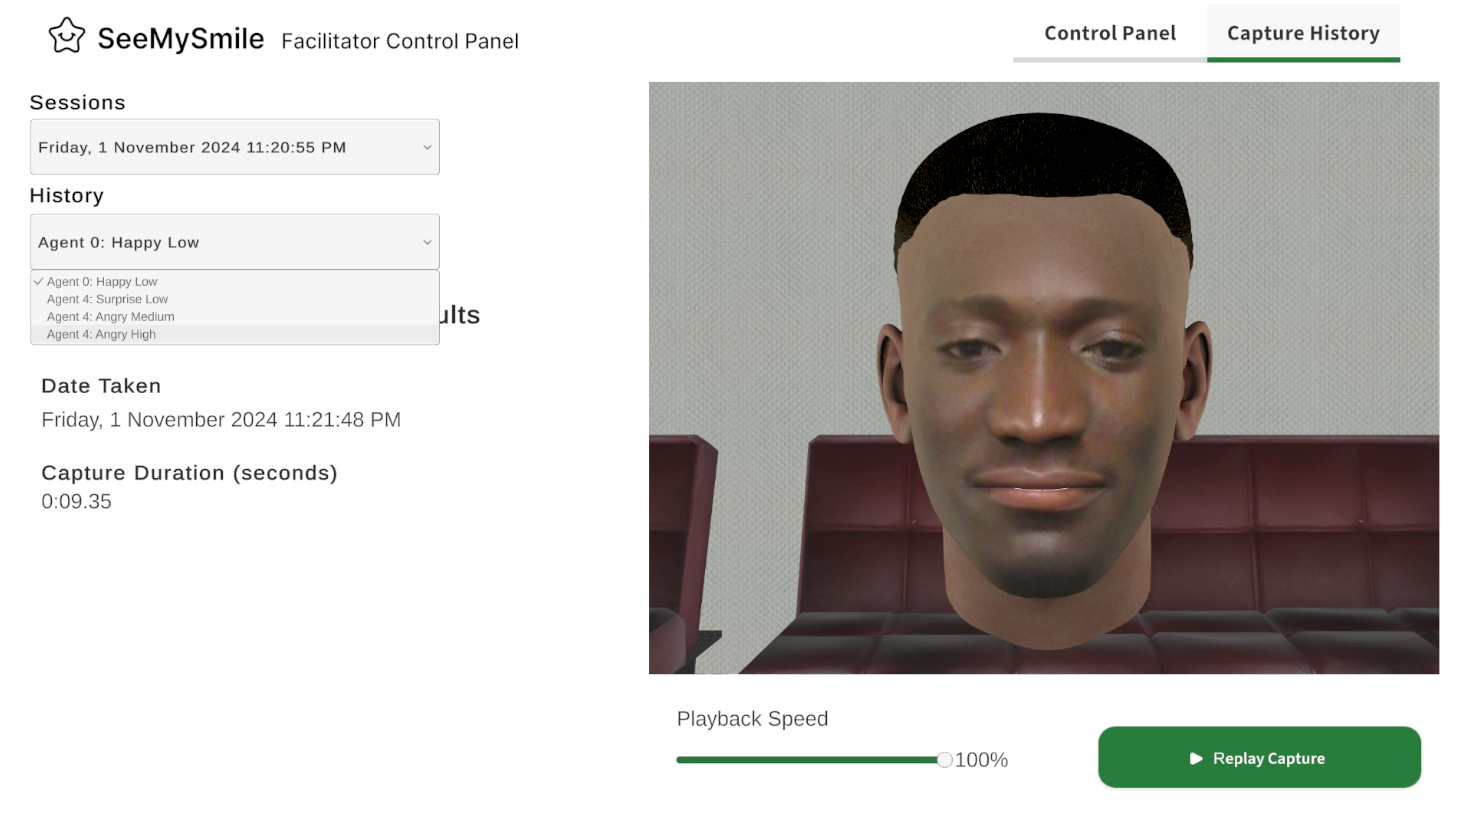 SeeMySmile Facilitator Control Panel
Control Panel
Capture History
Sessions
Friday, 1 November 2024 11:20:55 PM
History
Agent 0: Happy Low
Agent 0: Happy Low
Agent 4: Surprise Low
Agent 4: Angry Medium
Agent 4: Angry High
Date Taken
Friday, 1 November 2024 11:21:48 PM
Capture Duration (seconds)
0:09.35
Playback Speed
100%
Replay Capture